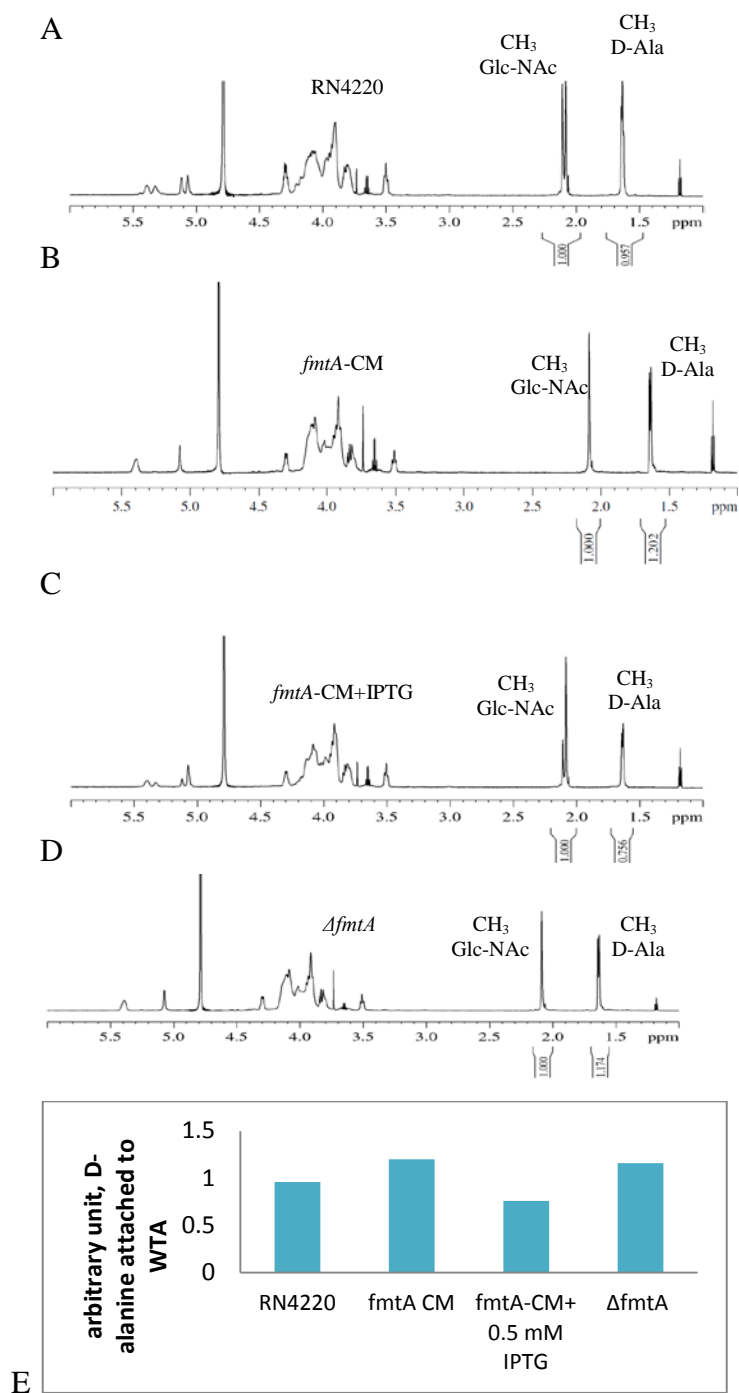 A
CH₃
Glc-NAc
CH₃
D-Ala
RN4220
5.5 5.0 4.5 4.0 3.5 3.0 2.5 2.0 1.5 ppm
1.000 0.957
B
fmtA-CM
CH₃
Glc-NAc
CH₃
D-Ala
5.5 5.0 4.5 4.0 3.5 3.0 2.5 2.0 1.5 ppm
1.000 1.202
C
fmtA-CM+IPTG
CH₃
Glc-NAc
CH₃
D-Ala
5.5 5.0 4.5 4.0 3.5 3.0 2.5 2.0 1.5 ppm
1.000 0.756
D
ΔfmtA
CH₃
Glc-NAc
CH₃
D-Ala
5.5 5.0 4.5 4.0 3.5 3.0 2.5 2.0 1.5 ppm
1.000 1.174
arbitrary unit, D-
alanine attached to
WTA
1.5
1
0.5
0
RN4220 fmtA CM fmtA-CM+ ΔfmtA
0.5 mM
IPTG
E